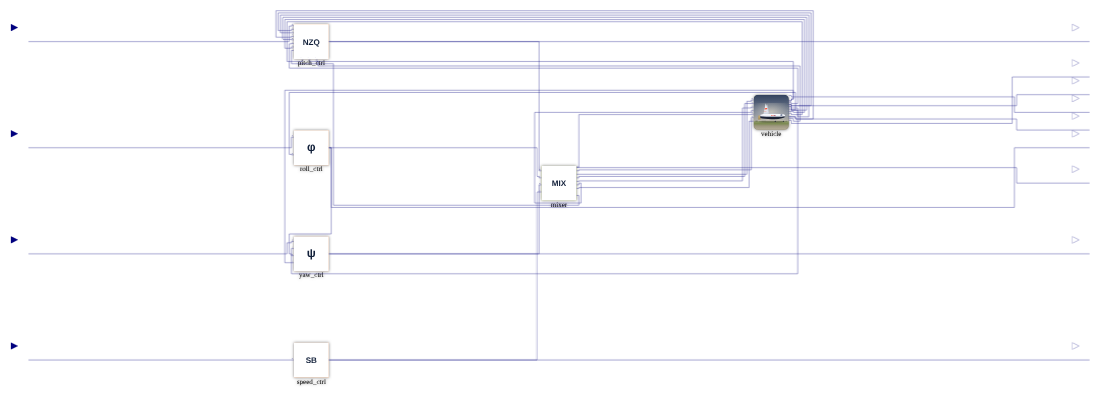 NZQ
pitch_ctrl
vehicle
φ
roll_ctrl
MIX
mixer
ψ
yaw_ctrl
SB
speed_ctrl